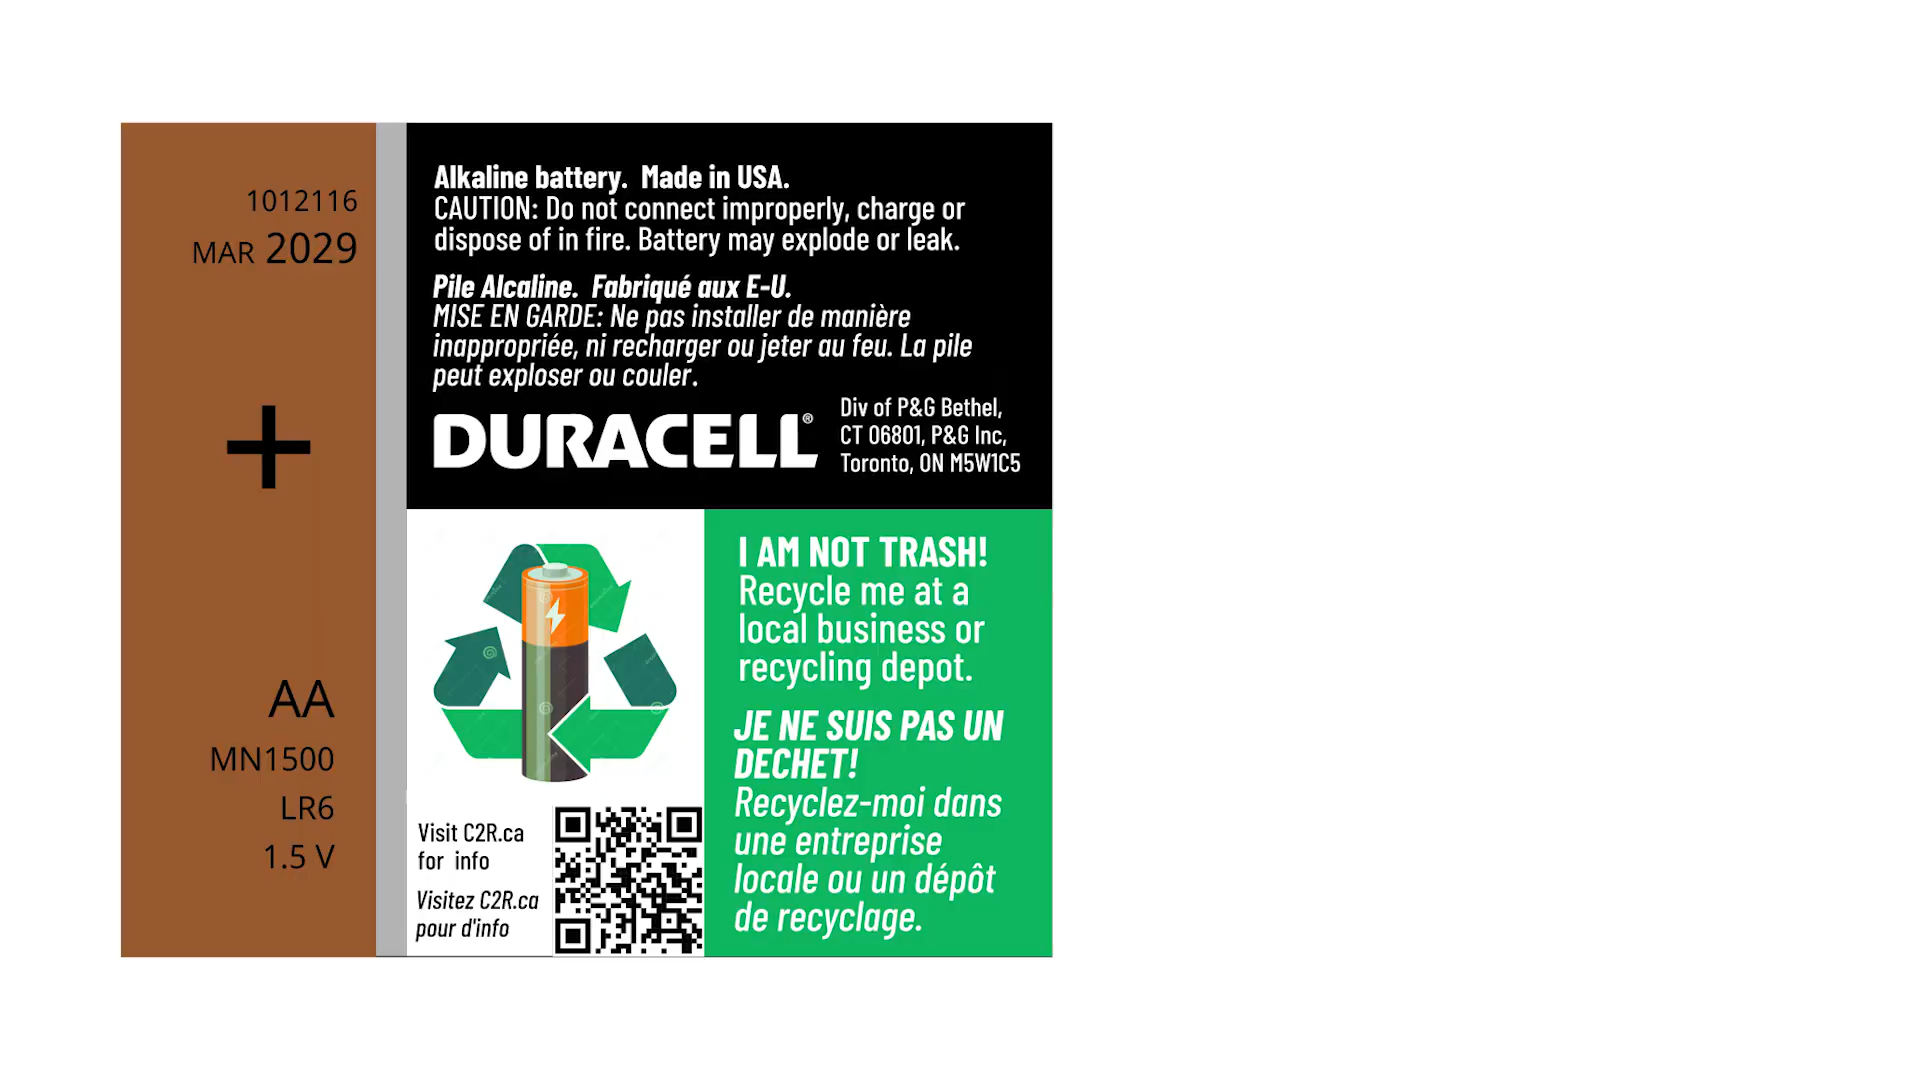 1012116
MAR 2029
+
AA
MN1500
LR6
1.5 V
Alkaline battery. Made in USA.
CAUTION: Do not connect improperly, charge or
dispose of in fire. Battery may explode or leak.
Pile Alcaline. Fabriqué aux E-U.
MISE EN GARDE: Ne pas installer de manière
inappropriée, ni recharger ou jeter au feu. La pile
peut exploser ou couler.
DURACELL®
Div of P&G Bethel,
CT 06801, P&G Inc,
Toronto, ON M5W1C5
Visit C2R.ca
for info
Visitez C2R.ca
pour d'info
I AM NOT TRASH!
Recycle me at a
local business or
recycling depot.
JE NE SUIS PAS UN
DECHET!
Recyclez-moi dans
une entreprise
locale ou un dépôt
de recyclage.